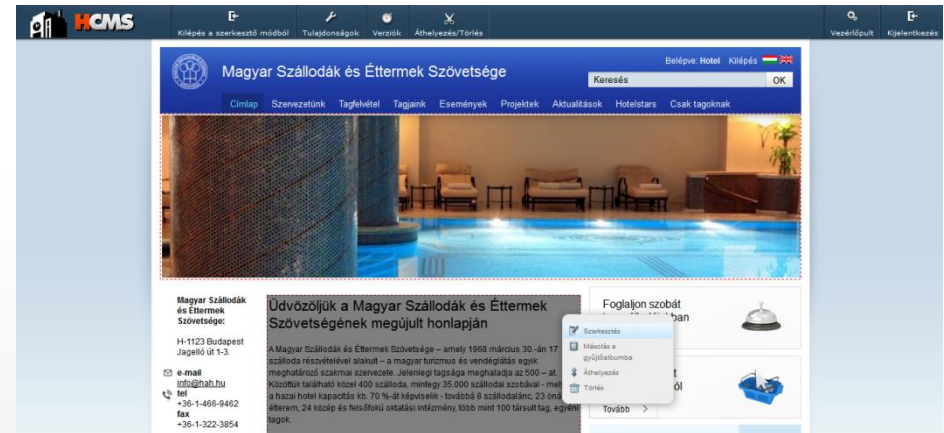 HCMS
Kilépés a szerkesztő módból Tulajdonságok Verziók Áthelyezés/Törlés Vezérlőpult Kijelentkezés
Belépve: Hotel Kilépés
Magyar Szállodák és Éttermek Szövetsége
Keresés OK
Címlap Szervezetünk Tagfelvétel Tagjaink Események Projektek Aktualitások Hotelstars Csak tagoknak
Magyar Szállodák
és Éttermek
Szövetsége:
H-1123 Budapest
Jagelló út 1-3.
e-mail
info@hah.hu
tel
+36-1-466-9462
fax
+36-1-322-3854
Üdvözöljük a Magyar Szállodák és Éttermek
Szövetségének megújult honlapján
A Magyar Szállodák és Éttermek Szövetsége – amely 1968 március 30.-án 17
szálloda részvételével alakult – a magyar turizmus és vendéglátás egyik
meghatározó szakmai szervezete. Jelenlegi tagsága meghaladja az 500 – at.
Közöttük található közel 400 szálloda, mintegy 35.000 szállodai szobával -
a hazai hotel kapacitás kb. 70 %-át képviselik - továbbá 8 szállodalánc, 23
étterem, 24 közép és felsőfokú oktatási intézmény, több mint 100 társult tag, egyéni
tagok.
Szerkesztés
Másolás a
gyűjtőalbumba
Áthelyezés
Törlés
Foglaljon szobát
Tovább >